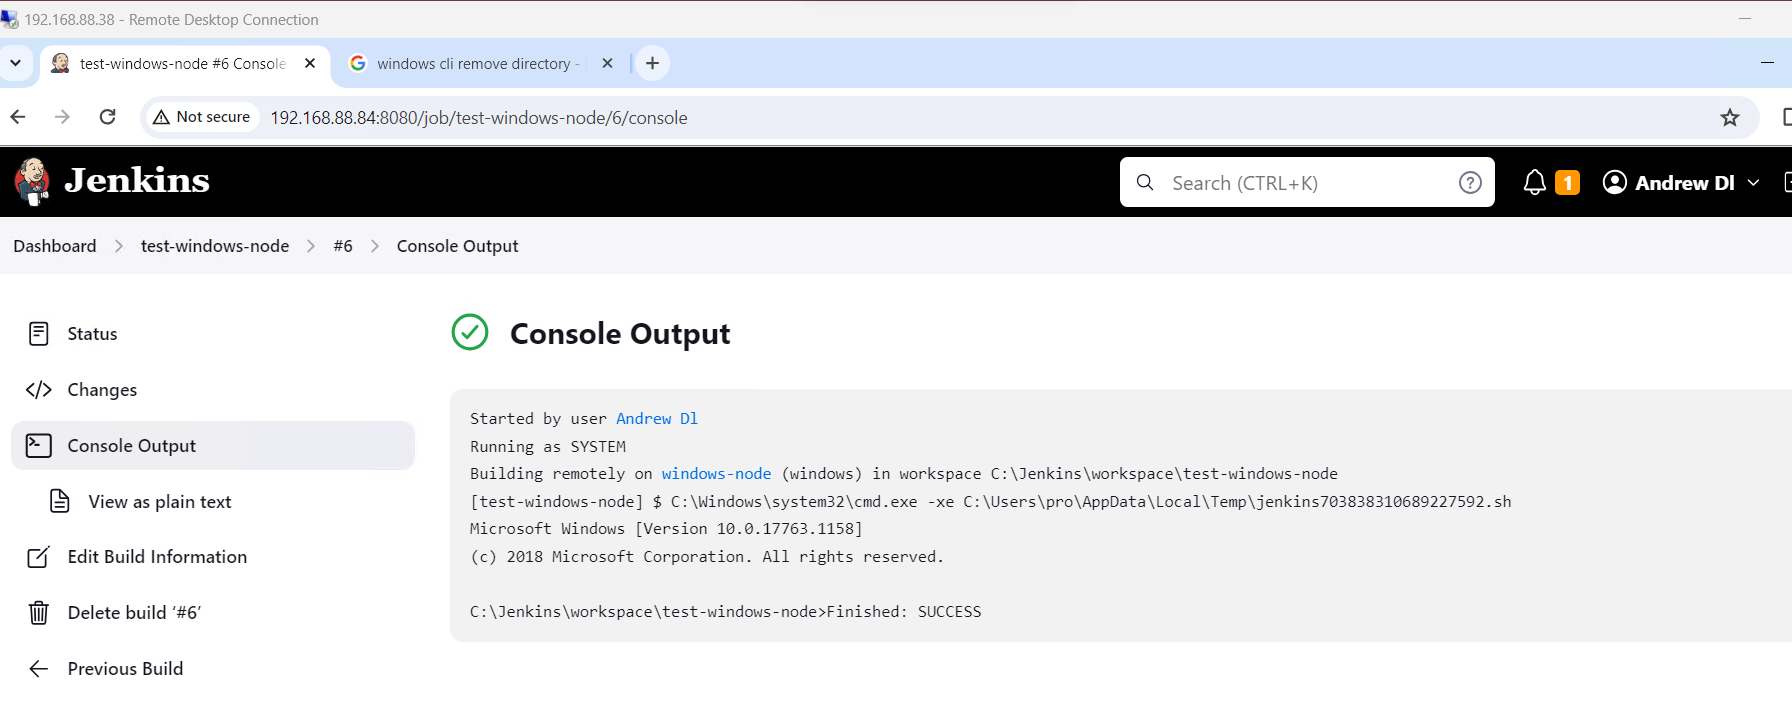 192.168.88.38 - Remote Desktop Connection
test-windows-node #6 Console
windows cli remove directory -
Not secure
192.168.88.84:8080/job/test-windows-node/6/console
Jenkins
Search (CTRL+K)
?
1
Andrew Dl
Dashboard
test-windows-node
#6
Console Output
Status
Changes
Console Output
View as plain text
Edit Build Information
Delete build ‘#6’
Previous Build
Console Output
Started by user Andrew Dl
Running as SYSTEM
Building remotely on windows-node (windows) in workspace C:\Jenkins\workspace\test-windows-node
[test-windows-node] $ C:\Windows\system32\cmd.exe -xe C:\Users\pro\AppData\Local\Temp\jenkins703838310689227592.sh
Microsoft Windows [Version 10.0.17763.1158]
(c) 2018 Microsoft Corporation. All rights reserved.
C:\Jenkins\workspace\test-windows-node>Finished: SUCCESS